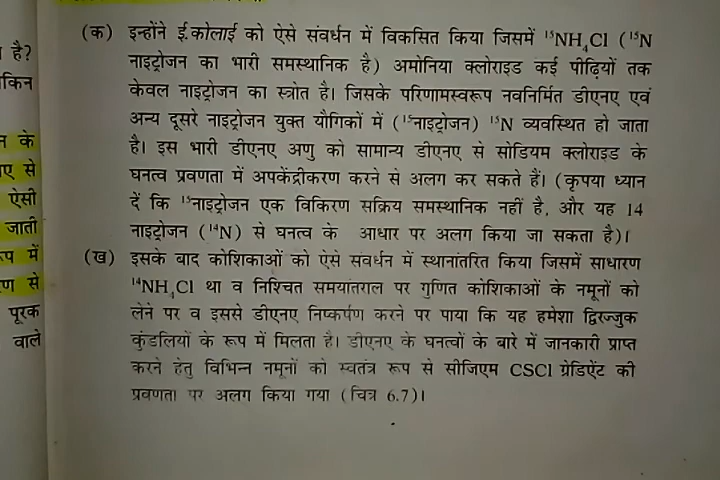 (क) इन्होंने ई.कोलाई को ऐसे संवर्धन में विकसित किया जिसमें ¹⁵NH₄Cl (¹⁵N
नाइट्रोजन का भारी समस्थानिक है) अमोनिया क्लोराइड कई पीढ़ियों तक
केवल नाइट्रोजन का स्त्रोत है। जिसके परिणामस्वरूप नवनिर्मित डीएनए एवं
अन्य दूसरे नाइट्रोजन युक्त यौगिकों में (¹⁵नाइट्रोजन) ¹⁵N व्यवस्थित हो जाता
है। इस भारी डीएनए अणु को सामान्य डीएनए से सोडियम क्लोराइड के
घनत्व प्रवणता में अपकेंद्रीकरण करने से अलग कर सकते हैं। (कृपया ध्यान
दें कि ¹⁵नाइट्रोजन एक विकिरण सक्रिय समस्थानिक नहीं है, और यह 14
नाइट्रोजन (¹⁴N) से घनत्व के आधार पर अलग किया जा सकता है)।
(ख) इसके बाद कोशिकाओं को ऐसे संवर्धन में स्थानांतरित किया जिसमें साधारण
¹⁴NH₄Cl था व निश्चित समयांतराल पर गुणित कोशिकाओं के नमूनों को
लेने पर व इससे डीएनए निष्कर्षण करने पर पाया कि यह हमेशा द्विरज्जुक
कुंडलियों के रूप में मिलता है। डीएनए के घनत्वों के बारे में जानकारी प्राप्त
करने हेतु विभिन्न नमूनों को स्वतंत्र रूप से सीजिएम CSCl ग्रेडिऐंट की
प्रवणता पर अलग किया गया (चित्र 6.7)।
है?
किन
के
से
ऐसी
जाती
में
से
पूरक
वाले